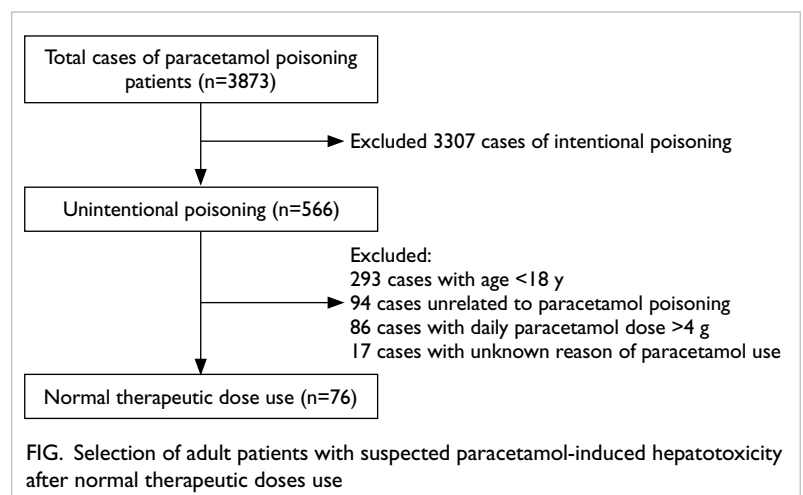 Total cases of paracetamol poisoning
patients (n=3873)
Excluded 3307 cases of intentional poisoning
Unintentional poisoning (n=566)
Excluded:
293 cases with age <18 y
94 cases unrelated to paracetamol poisoning
86 cases with daily paracetamol dose >4 g
17 cases with unknown reason of paracetamol use
Normal therapeutic dose use (n=76)
FIG. Selection of adult patients with suspected paracetamol-induced hepatotoxicity
after normal therapeutic doses use